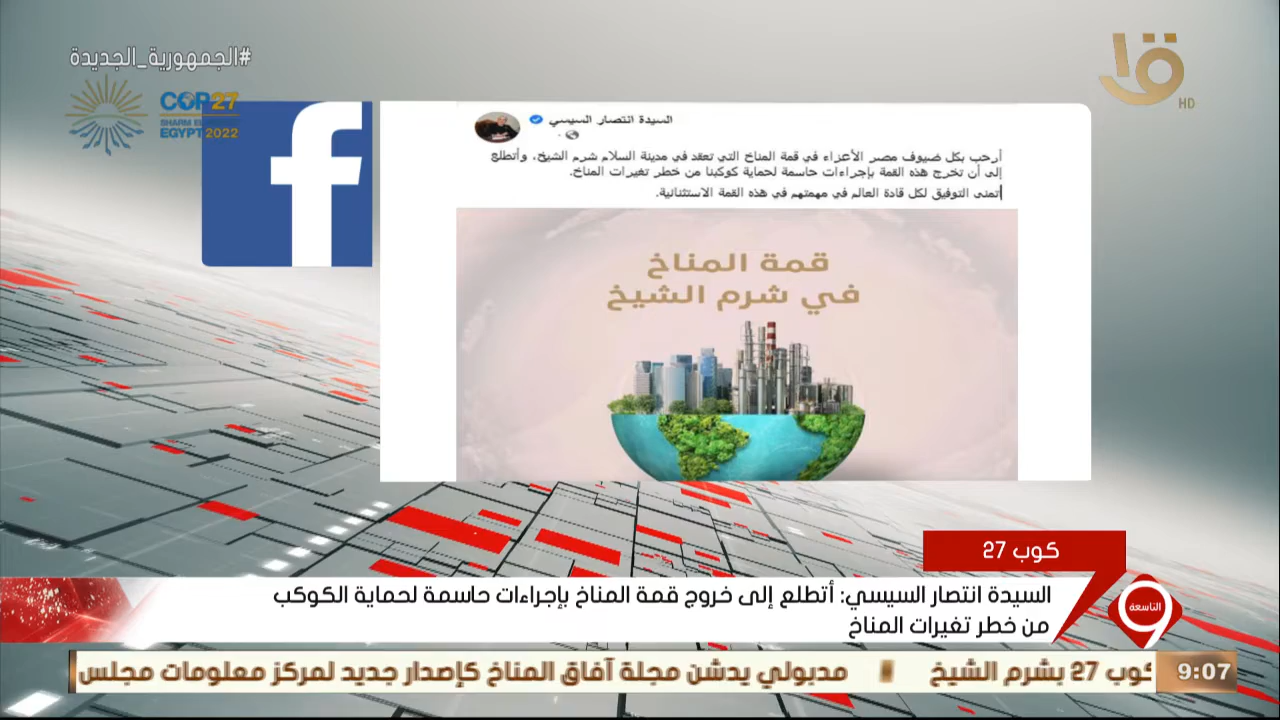 #الجمهورية_الجديدة
COP27
SHARM EL
EGYPT 2022
HD
السيدة انتصار السيسي
أرحب بكل ضيوف مصر الأعزاء في قمة المناخ التي تعقد في مدينة السلام شرم الشيخ، وأتطلع
إلى أن تخرج هذه القمة بإجراءات حاسمة لحماية كوكبنا من خطر تغيرات المناخ.
أتمنى التوفيق لكل قادة العالم في مهمتهم في هذه القمة الاستثنائية.
قمة المناخ
في شرم الشيخ
كوب 27
السيدة انتصار السيسي: أتطلع إلى خروج قمة المناخ بإجراءات حاسمة لحماية الكوكب
من خطر تغيرات المناخ
التاسعة
9
كوب 27 بشرم الشيخ
مدبولي يدشن مجلة آفاق المناخ كإصدار جديد لمركز معلومات مجلس
9:07